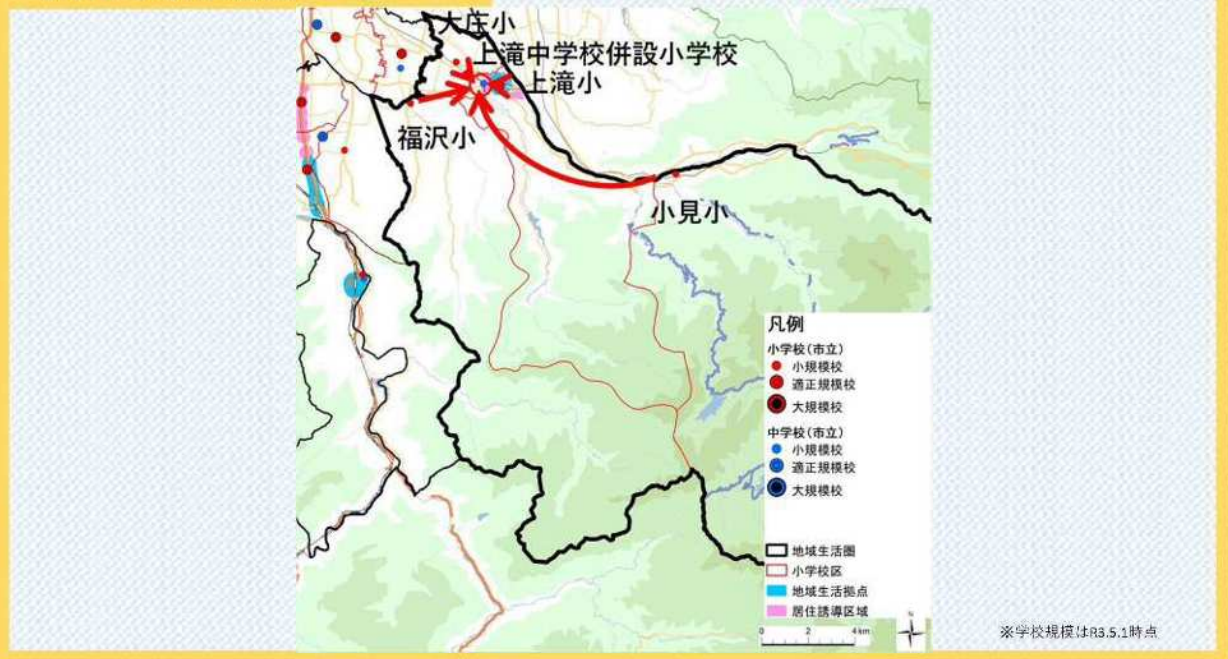 大庄小
上滝中学校併設小学校
上滝小
福沢小
小見小
凡例
小学校(市立)
小規模校
適正規模校
大規模校
中学校(市立)
小規模校
適正規模校
大規模校
地域生活圏
小学校区
地域生活拠点
居住誘導区域
0 2 4km
N
※学校規模はR3.5.1時点